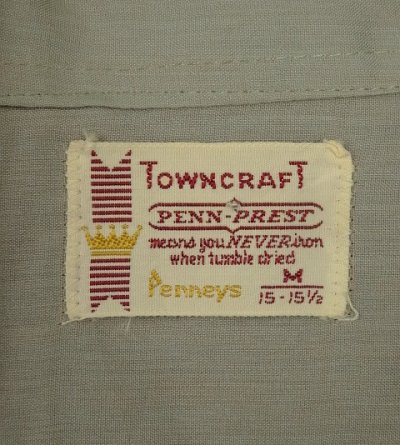 TOWNCRAFT
PENN-PREST
means you NEVER iron
when tumble dried
Penneys
M
15-15½